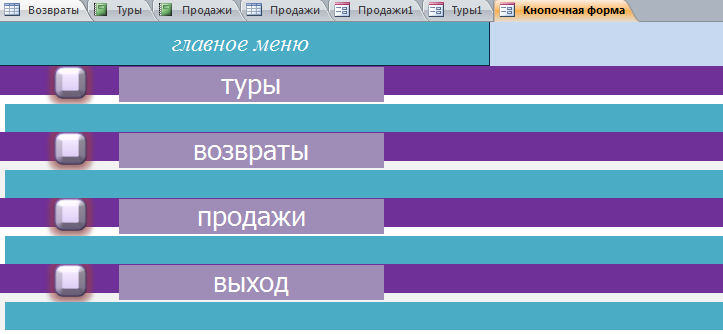 Возвраты Туры Продажи Продажи Продажи1 Туры1 Кнопочная форма
главное меню
туры
возвраты
продажи
выход